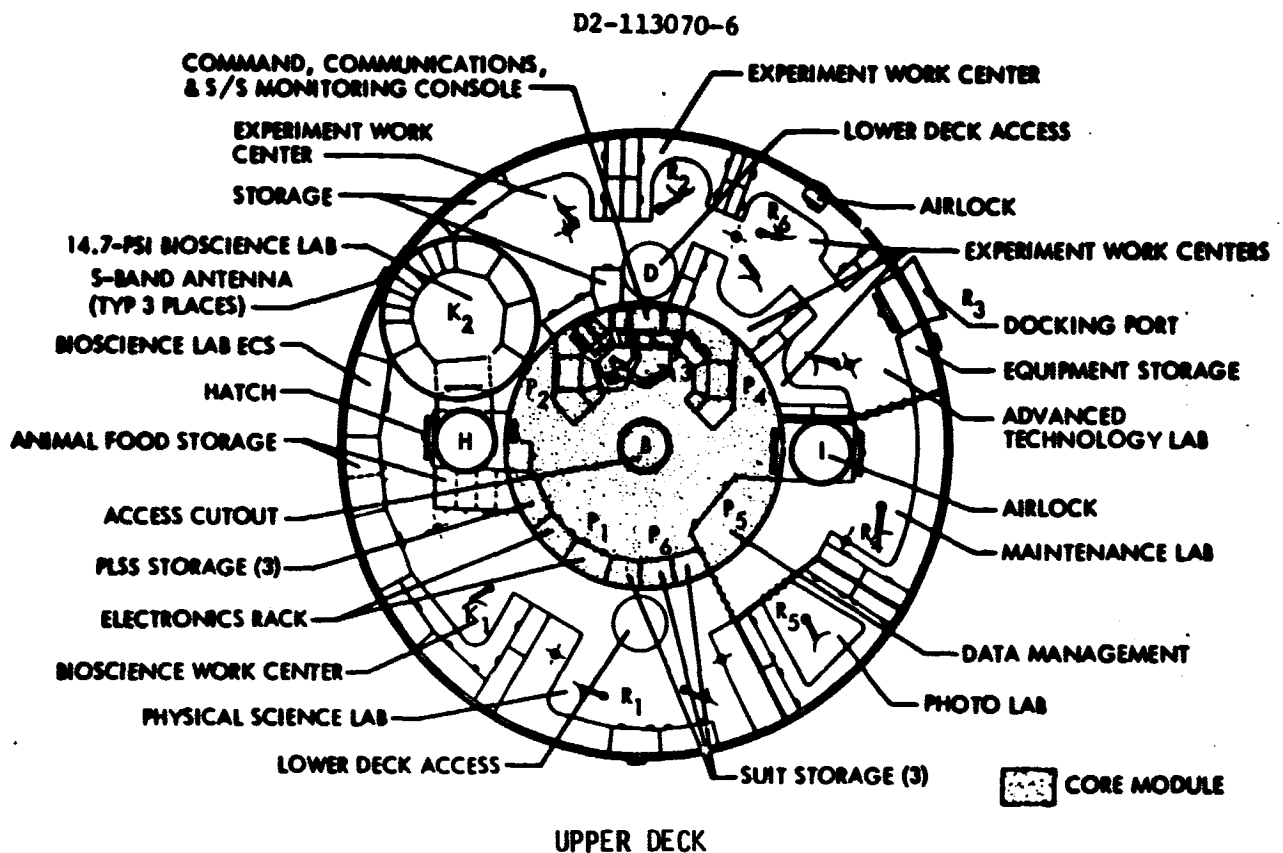 D2-113070-6
COMMAND, COMMUNICATIONS,
& S/S MONITORING CONSOLE
EXPERIMENT WORK CENTER
EXPERIMENT WORK
CENTER
LOWER DECK ACCESS
STORAGE
AIRLOCK
14.7-PSI BIOSCIENCE LAB
EXPERIMENT WORK CENTERS
S-BAND ANTENNA
(TYP 3 PLACES)
DOCKING PORT
BIOSCIENCE LAB ECS
EQUIPMENT STORAGE
HATCH
ADVANCED
TECHNOLOGY LAB
ANIMAL FOOD STORAGE
AIRLOCK
ACCESS CUTOUT
MAINTENANCE LAB
PLSS STORAGE (3)
ELECTRONICS RACK
DATA MANAGEMENT
BIOSCIENCE WORK CENTER
PHOTO LAB
PHYSICAL SCIENCE LAB
LOWER DECK ACCESS
SUIT STORAGE (3)
CORE MODULE
R2
R6
D
R3
K2
P2
3
P4
H
B
I
P1
P6
P5
K1
R5
R1
UPPER DECK